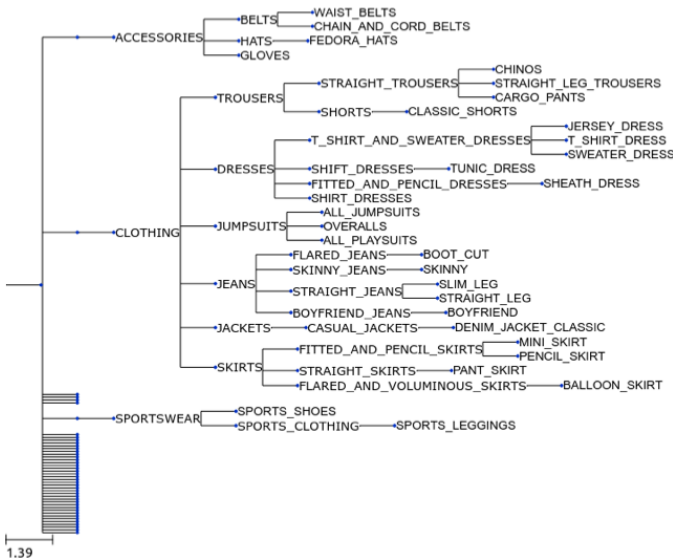 WAIST_BELTS
BELTS
CHAIN_AND_CORD_BELTS
ACCESSORIES
HATS
FEDORA_HATS
GLOVES
CHINOS
STRAIGHT_TROUSERS
STRAIGHT_LEG_TROUSERS
TROUSERS
CARGO_PANTS
SHORTS
CLASSIC_SHORTS
JERSEY_DRESS
T_SHIRT_AND_SWEATER_DRESSES
T_SHIRT_DRESS
SWEATER_DRESS
DRESSES
SHIFT_DRESSES
TUNIC_DRESS
FITTED_AND_PENCIL_DRESSES
SHEATH_DRESS
SHIRT_DRESSES
ALL_JUMPSUITS
CLOTHING
JUMPSUITS
OVERALLS
ALL_PLAYSUITS
FLARED_JEANS
BOOT_CUT
SKINNY_JEANS
SKINNY
JEANS
SLIM_LEG
STRAIGHT_JEANS
STRAIGHT_LEG
BOYFRIEND_JEANS
BOYFRIEND
JACKETS
CASUAL_JACKETS
DENIM_JACKET_CLASSIC
MINI_SKIRT
FITTED_AND_PENCIL_SKIRTS
PENCIL_SKIRT
SKIRTS
STRAIGHT_SKIRTS
PANT_SKIRT
FLARED_AND_VOLUMINOUS_SKIRTS
BALLOON_SKIRT
SPORTS_SHOES
SPORTSWEAR
SPORTS_CLOTHING
SPORTS_LEGGINGS
1.39